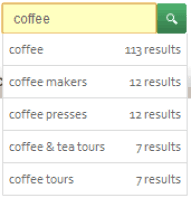 coffee
coffee 113 results
coffee makers 12 results
coffee presses 12 results
coffee & tea tours 7 results
coffee tours 7 results